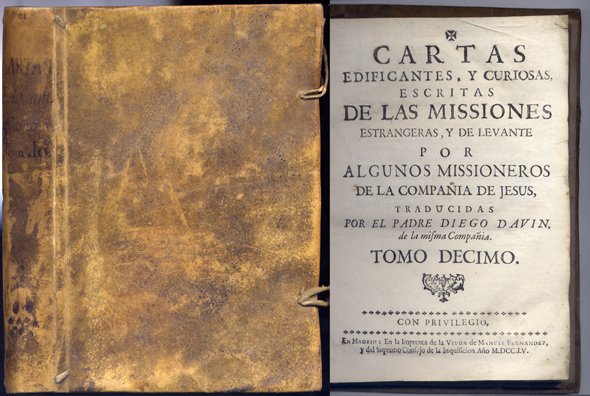 CARTAS
EDIFICANTES, Y CURIOSAS,
ESCRITAS
DE LAS MISSIONES
ESTRANGERAS, Y DE LEVANTE
POR
ALGUNOS MISSIONEROS
DE LA COMPAÑIA DE JESUS,
TRADUCIDAS
POR EL PADRE DIEGO DAVIN,
de la misma Compañia.
TOMO DECIMO.
CON PRIVILEGIO,
EN MADRID: En la Imprenta de la VIUDA DE MANUEL FERNANDEZ,
y del Supremo Consejo de la Inquisicion Año M.DCC.LV.